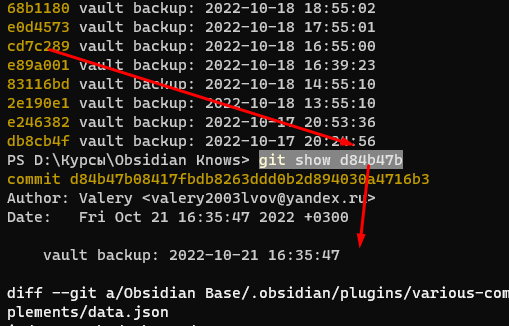 68b1180 vault backup: 2022-10-18 18:55:02
e0d4573 vault backup: 2022-10-18 17:55:01
cd7c289 vault backup: 2022-10-18 16:55:00
e89a001 vault backup: 2022-10-18 16:39:23
83116bd vault backup: 2022-10-18 14:55:10
2e190e1 vault backup: 2022-10-18 13:55:10
e246382 vault backup: 2022-10-17 20:53:36
db8cb4f vault backup: 2022-10-17 20:24:56
PS D:\Курсы\Obsidian Knows> git show d84b47b
commit d84b47b08417fbdb8263ddd0b2d894030a4716b3
Author: Valery <valery2003lvov@yandex.ru>
Date:   Fri Oct 21 16:35:47 2022 +0300
    vault backup: 2022-10-21 16:35:47
diff --git a/Obsidian Base/.obsidian/plugins/various-com
plements/data.json